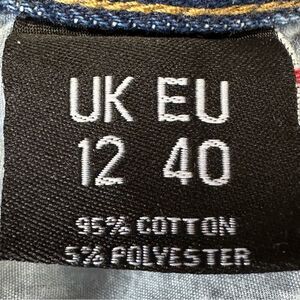 UK EU
12 40
95% COTTON
5% POLYESTER